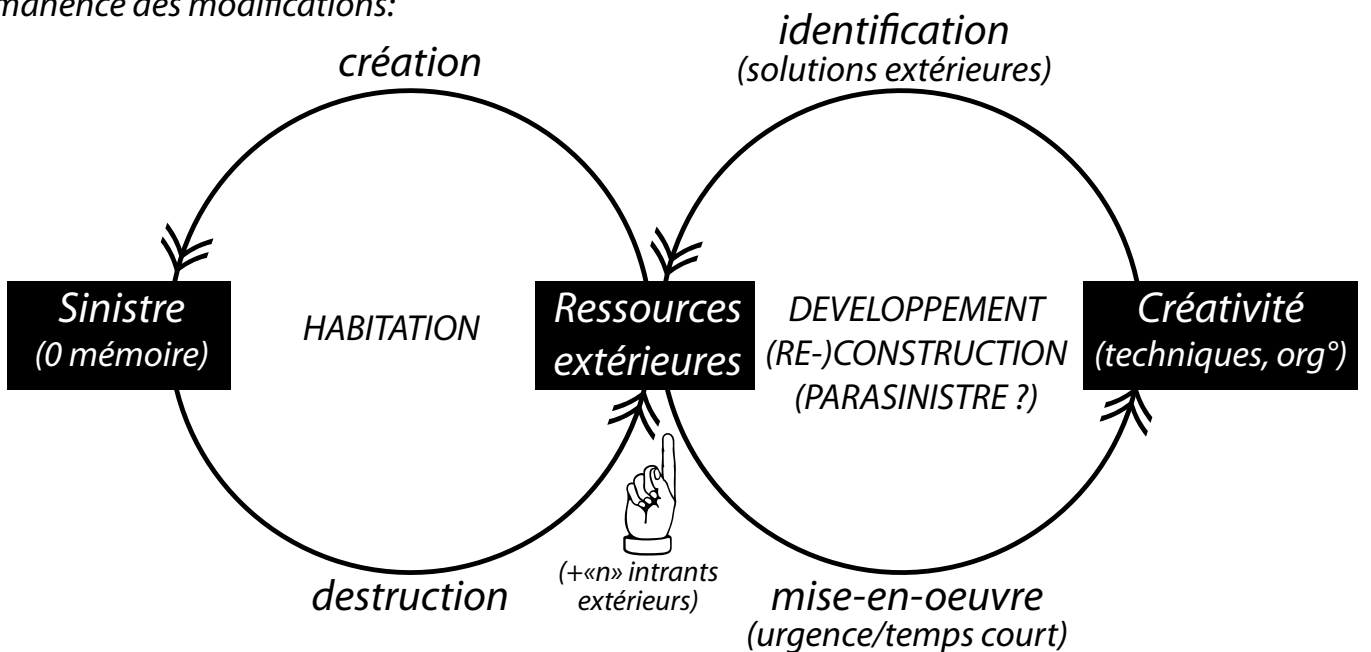 des modifications:
création
identification
(solutions extérieures)
Sinistre
(0 mémoire)
HABITATION
Ressources
extérieures
DEVELOPPEMENT
(RE-)CONSTRUCTION
(PARASINISTRE ?)
Créativité
(techniques, org°)
(+«n» intrants
extérieurs)
destruction
mise-en-oeuvre
(urgence/temps court)